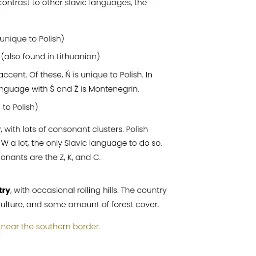 contrast to other Slavic languages, the
unique to Polish)
(also found in Lithuanian)
accent. Of these, Ń is unique to Polish. In
nguage with Ś and Ź is Montenegrin.
to Polish)
, with lots of consonant clusters. Polish
W a lot, the only Slavic language to do so.
onants are the Z, K, and C.
try, with occasional rolling hills. The country
ulture, and some amount of forest cover.
near the southern border.